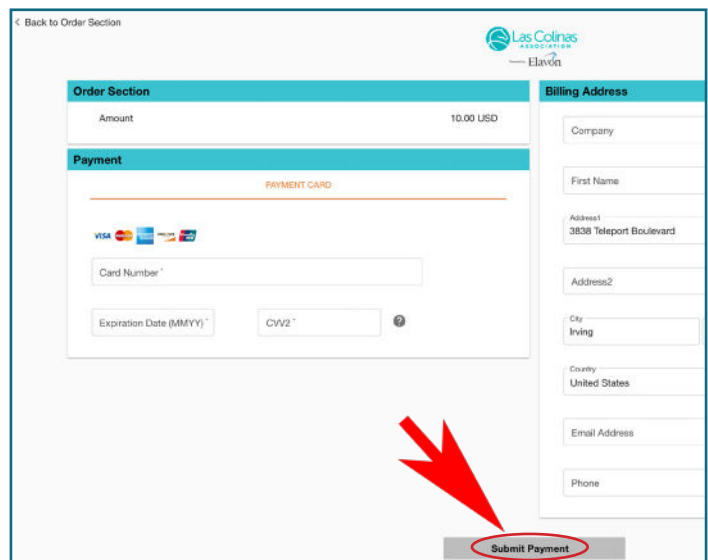 < Back to Order Section
Las Colinas
ASSOCIATION
Elavon
Order Section
Amount 10.00 USD
Payment
PAYMENT CARD
VISA
Card Number *
Expiration Date (MMYY) *
CVV2 *
?
Billing Address
Company
First Name
Address1
3838 Teleport Boulevard
Address2
City
Irving
Country
United States
Email Address
Phone
Submit Payment